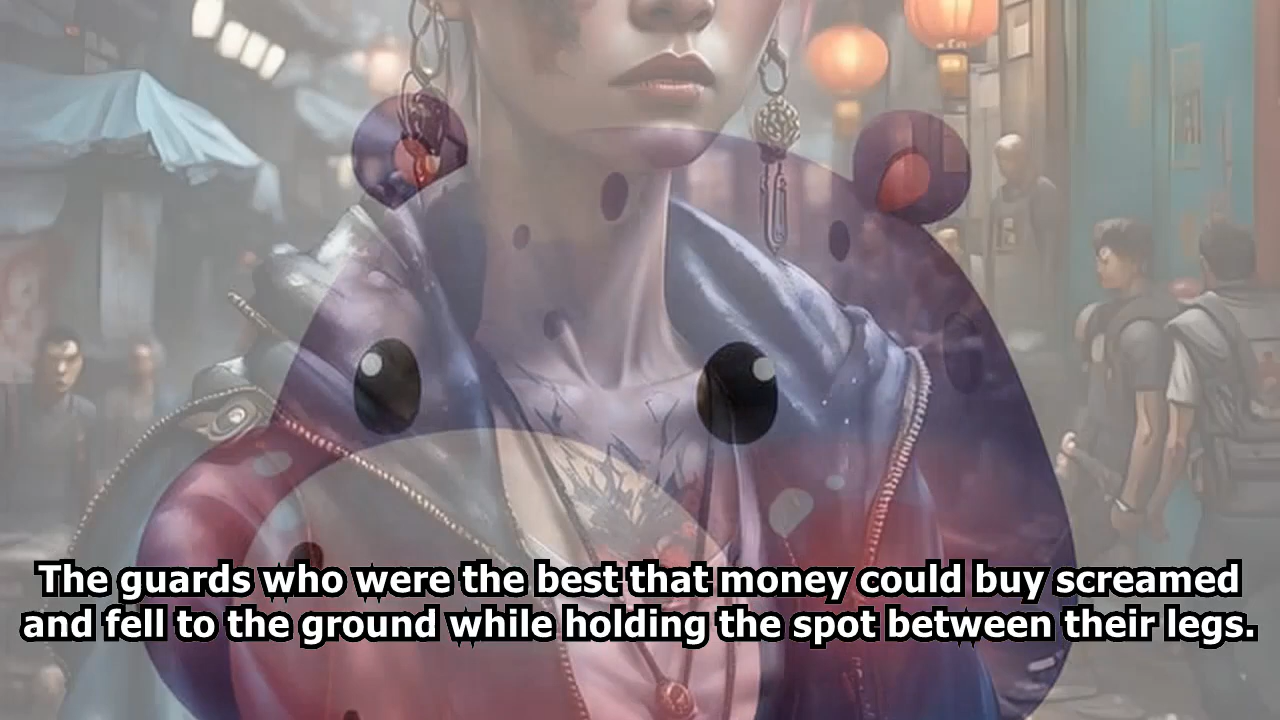 The guards who were the best that money could buy screamed
and fell to the ground while holding the spot between their legs.